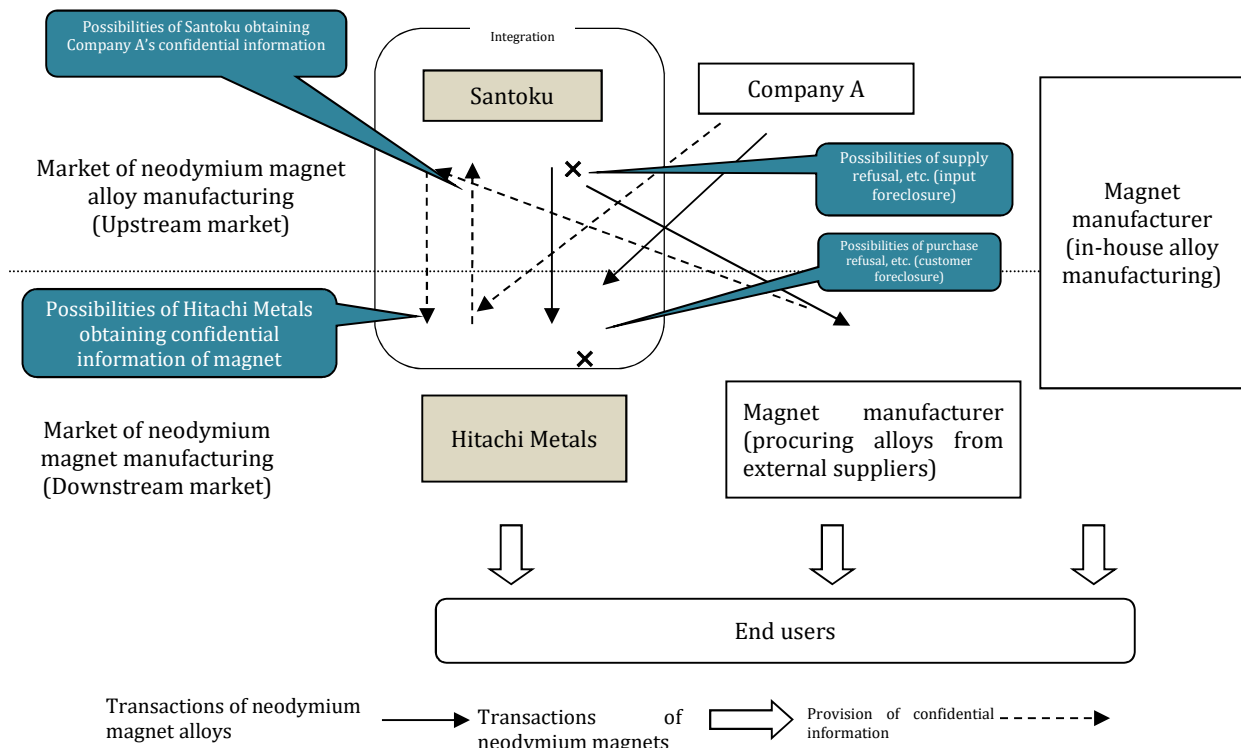 Possibilities of Santoku obtaining
Company A's confidential information
Integration
Santoku
Company A
Market of neodymium magnet
alloy manufacturing
(Upstream market)
Possibilities of supply
refusal, etc. (input
foreclosure)
Magnet
manufacturer
(in-house alloy
manufacturing)
Possibilities of purchase
refusal, etc. (customer
foreclosure)
Possibilities of Hitachi Metals
obtaining confidential
information of magnet
Market of neodymium
magnet manufacturing
(Downstream market)
Hitachi Metals
Magnet manufacturer
(procuring alloys from
external suppliers)
End users
Transactions of neodymium
magnet alloys
Transactions of
neodymium magnets
Provision of confidential
information